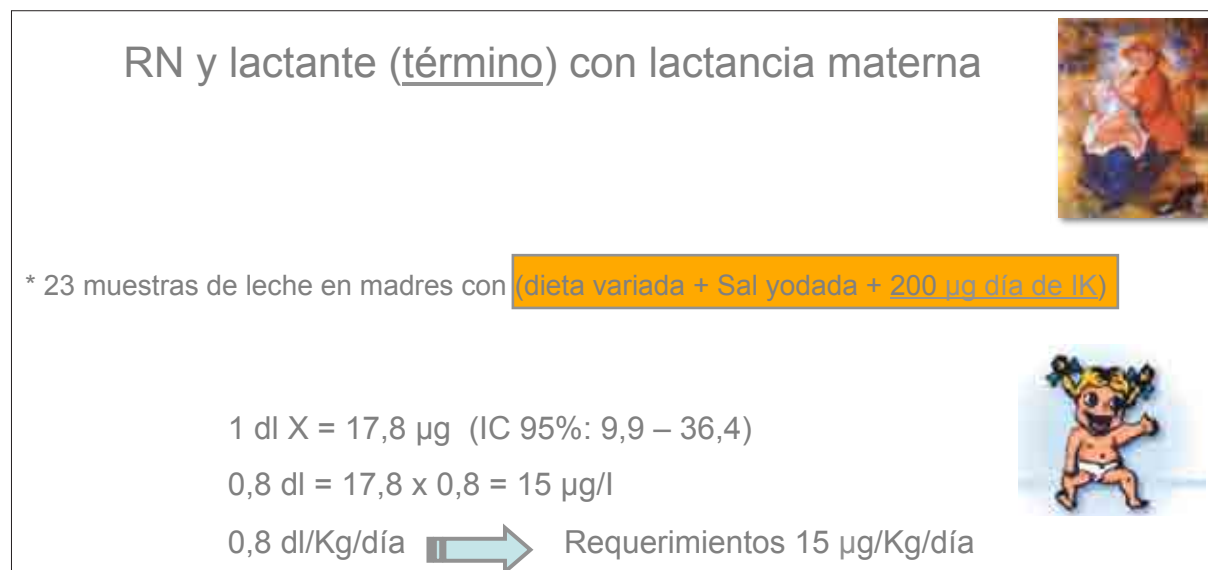 RN y lactante (término) con lactancia materna
* 23 muestras de leche en madres con (dieta variada + Sal yodada + 200 µg día de IK)
1 dl X = 17,8 µg (IC 95%: 9,9 – 36,4)
0,8 dl = 17,8 x 0,8 = 15 µg/l
0,8 dl/Kg/día Requerimientos 15 µg/Kg/día